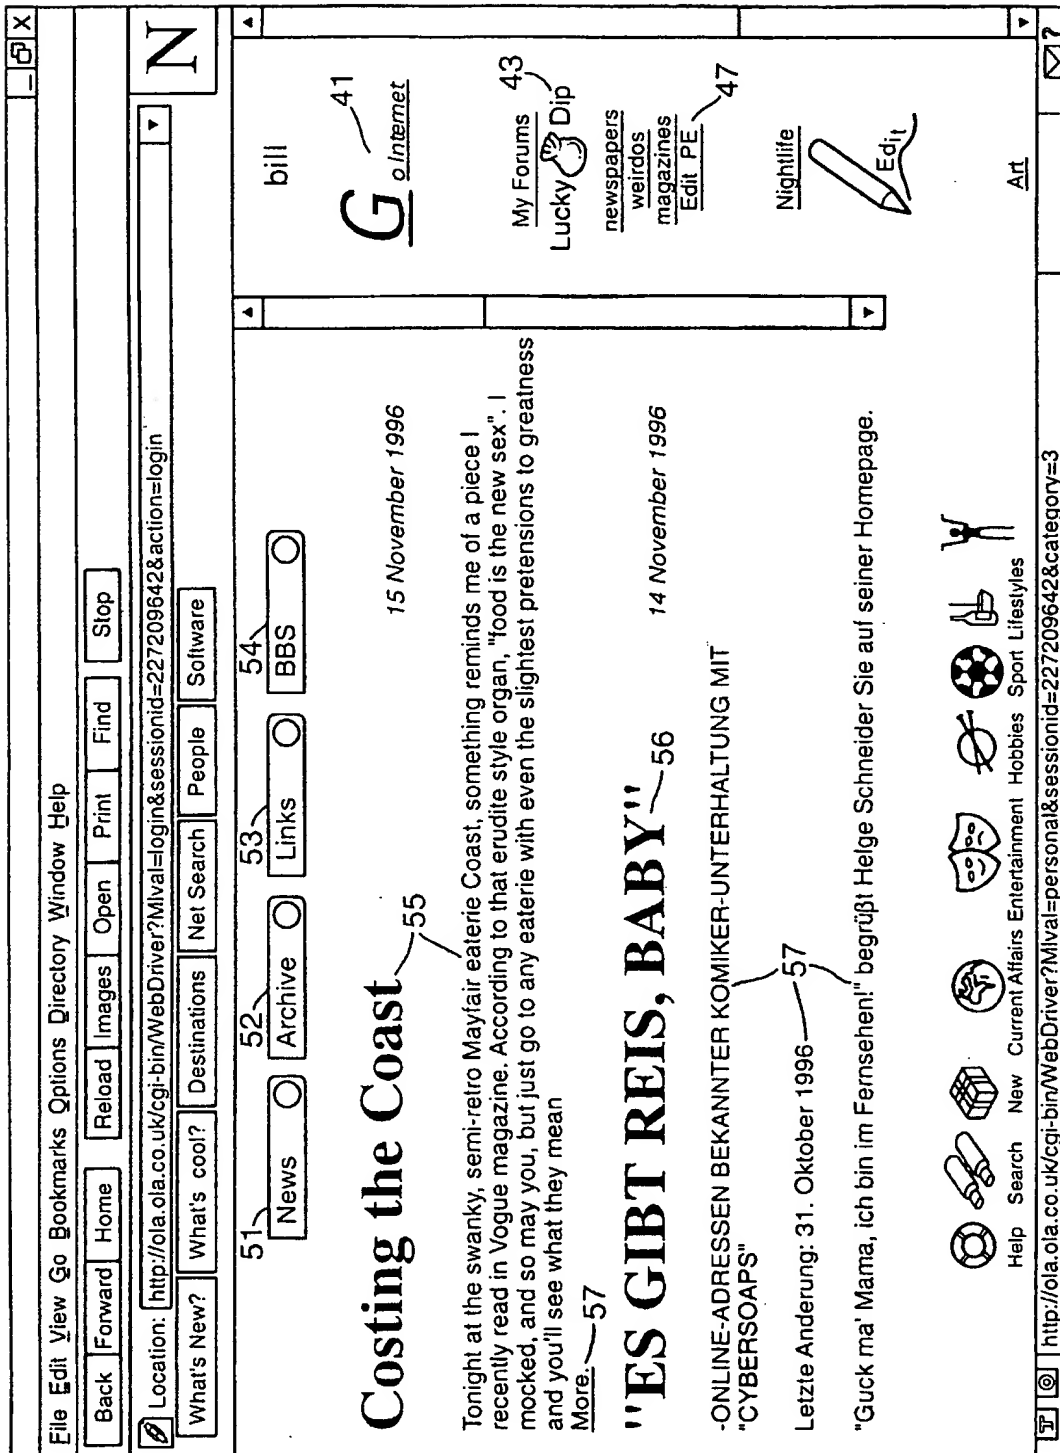 File Edit View Go Bookmarks Options Directory Window Help
Back Forward Home Reload Images Open Print Find Stop
Location: http://ola.ola.co.uk/cgi-bin/WebDriver?MIval=login&sessionid=227209642&action=login
N
What's New? What's cool? Destinations Net Search People Software
51 52 53 54
News Archive Links BBS
Costing the Coast 55
15 November 1996
Tonight at the swanky, semi-retro Mayfair eaterie Coast, something reminds me of a piece I
recently read in Vogue magazine. According to that erudite style organ, "food is the new sex". I
mocked, and so may you, but just go to any eaterie with even the slightest pretensions to greatness
and you'll see what they mean
More. 57
"ES GIBT REIS, BABY" 56
14 November 1996
-ONLINE-ADRESSEN BEKANNTER KOMIKER-UNTERHALTUNG MIT
"CYBERSOAPS"
Letzte Anderung: 31. Oktober 1996 57
"Guck ma' Mama, ich bin im Fernsehen!" begrüßt Helge Schneider Sie auf seiner Homepage.
Help Search New Current Affairs Entertainment Hobbies Sport Lifestyles
bill
Go Internet 41
My Forums 43
Lucky Dip
newspapers
weirdos
magazines
Edit PE 47
Nightlife
Edit
Art
http://ola.ola.co.uk/cgi-bin/WebDriver?MIval=personal&sessionid=227209642&category=3
?